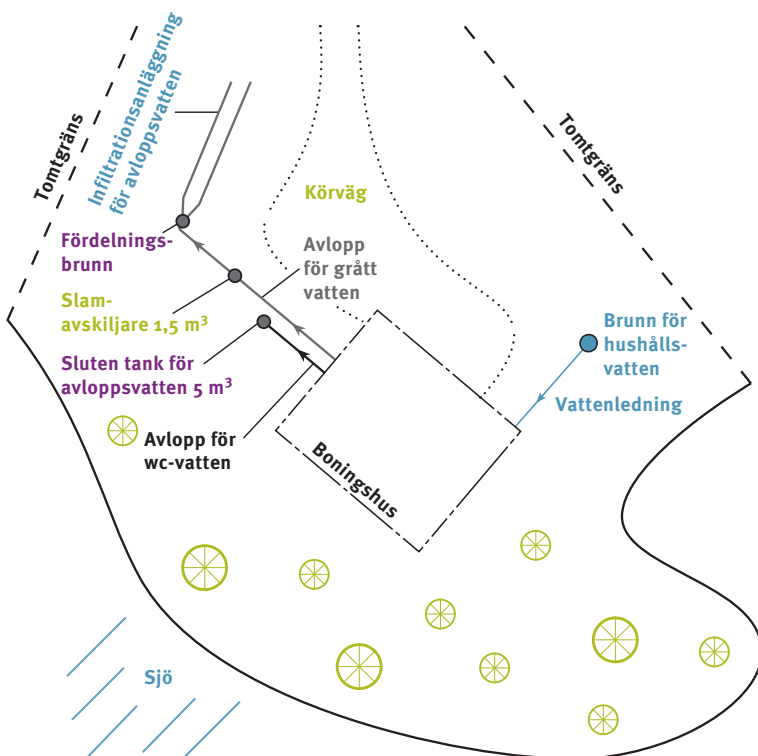 Tomtgräns
Infiltrationsanläggning
för avloppsvatten
Tomtgräns
Körväg
Fördelnings-
brunn
Avlopp
för grått
vatten
Slam-
avskiljare 1,5 m³
Sluten tank för
avloppsvatten 5 m³
Brunn för
hushålls-
vatten
Vattenledning
Avlopp för
wc-vatten
Boningshus
Sjö